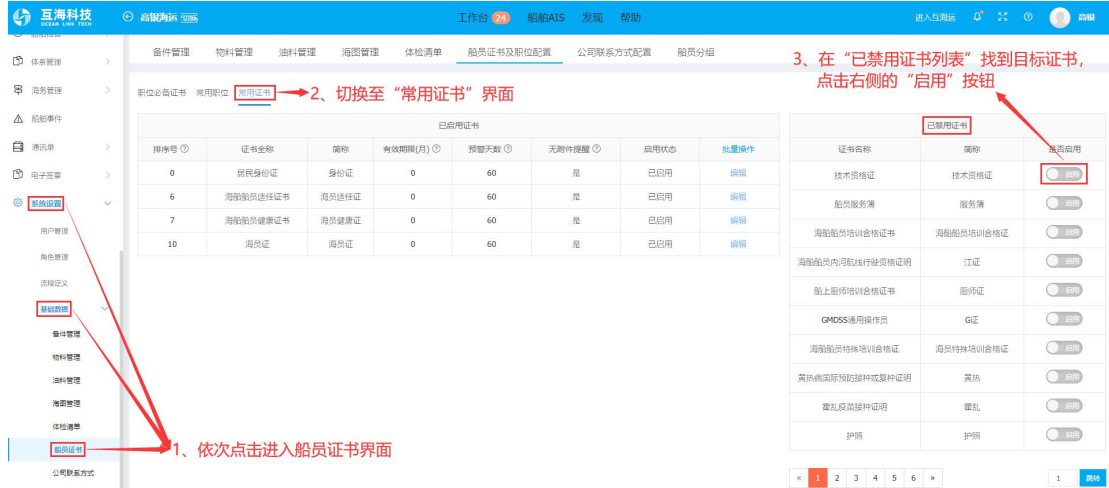 互海科技
OCEAN LINK TECH
高银海运 切换
工作台 24 船舶AIS 发现 帮助
进入互海运
高银
体系管理
海务管理
船舶事件
通讯录
电子签章
系统设置
用户管理
角色管理
流程定义
基础数据
备件管理
物料管理
油料管理
海图管理
体检清单
船员证书
公司联系方式
备件管理 物料管理 油料管理 海图管理 体检清单 船员证书及职位配置 公司联系方式配置 船员分组
职位必备证书 常用职位 常用证书
1、依次点击进入船员证书界面
2、切换至“常用证书”界面
3、在“已禁用证书列表”找到目标证书,
点击右侧的“启用”按钮
已启用证书
排序号 证书全称 简称 有效期限(月) 预警天数 无附件提醒 启用状态 批量操作
0 居民身份证 身份证 0 60 是 已启用 编辑
6 海船船员适任证书 海员适任证 0 60 是 已启用 编辑
7 海船船员健康证书 海员健康证 0 60 是 已启用 编辑
10 海员证 海员证 0 60 是 已启用 编辑
已禁用证书
证书名称 简称 是否启用
技术资格证 技术资格证 启用
船员服务簿 服务簿 启用
海船船员培训合格证书 海船船员培训合格证 启用
海船船员内河航线行驶资格证明 江证 启用
船上厨师培训合格证书 厨师证 启用
GMDSS通用操作员 G证 启用
海船船员特殊培训合格证 海员特殊培训合格证 启用
黄热病国际预防接种或复种证明 黄热 启用
霍乱疫苗接种证明 霍乱 启用
护照 护照 启用
« 1 2 3 4 5 6 » 1 跳转